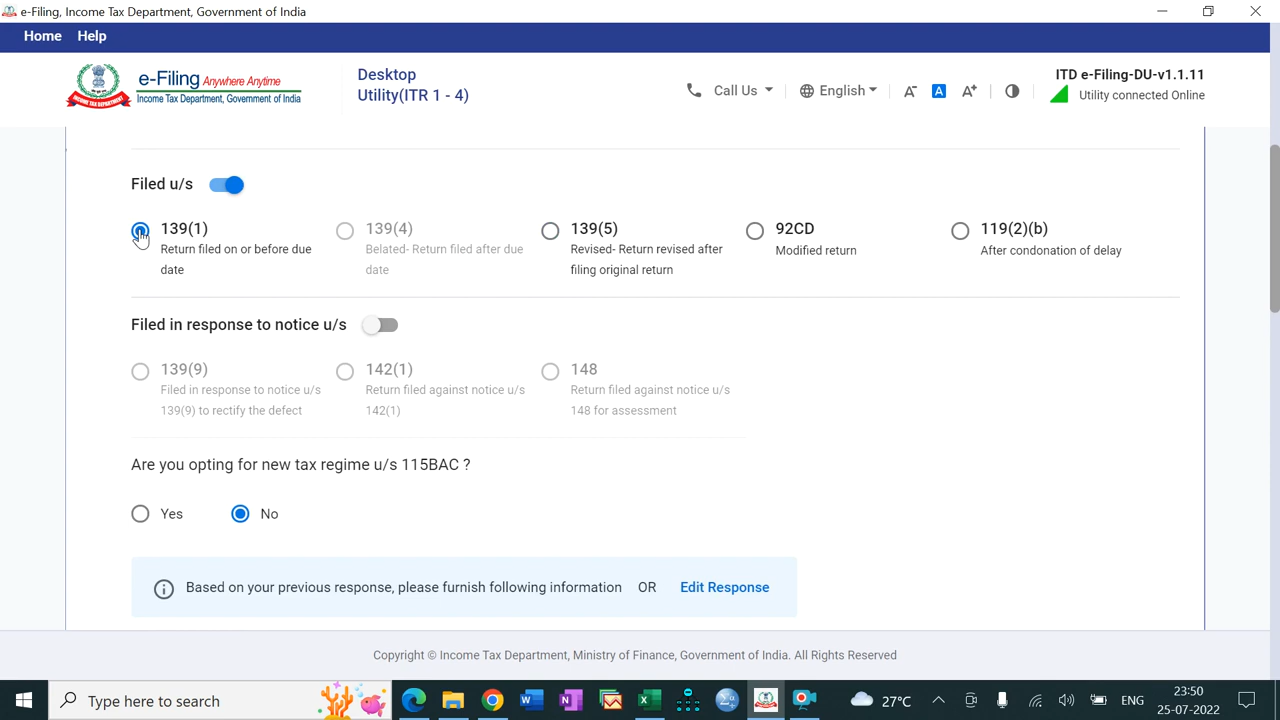 e-Filing, Income Tax Department, Government of India
Home Help
e-Filing Anywhere Anytime
Income Tax Department, Government of India
Desktop
Utility(ITR 1 - 4)
Call Us
English
A-
A
A+
ITD e-Filing-DU-v1.1.11
Utility connected Online
Filed u/s
139(1)
Return filed on or before due
date
139(4)
Belated- Return filed after due
date
139(5)
Revised- Return revised after
filing original return
92CD
Modified return
119(2)(b)
After condonation of delay
Filed in response to notice u/s
139(9)
Filed in response to notice u/s
139(9) to rectify the defect
142(1)
Return filed against notice u/s
142(1)
148
Return filed against notice u/s
148 for assessment
Are you opting for new tax regime u/s 115BAC ?
Yes
No
Based on your previous response, please furnish following information OR Edit Response
Copyright © Income Tax Department, Ministry of Finance, Government of India. All Rights Reserved
Type here to search
27°C
ENG
23:50
25-07-2022